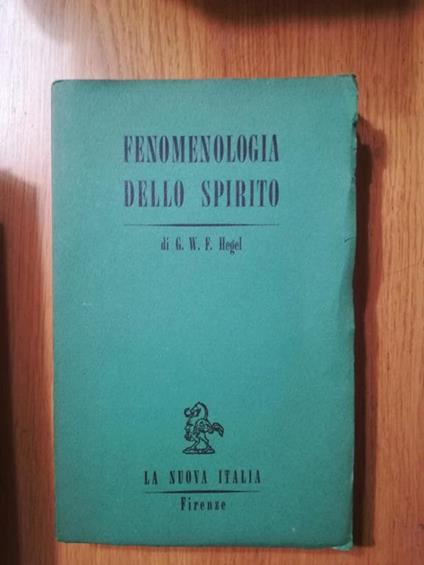 FENOMENOLOGIA
DELLO SPIRITO
di G. W. F. Hegel
LA NUOVA ITALIA
Firenze